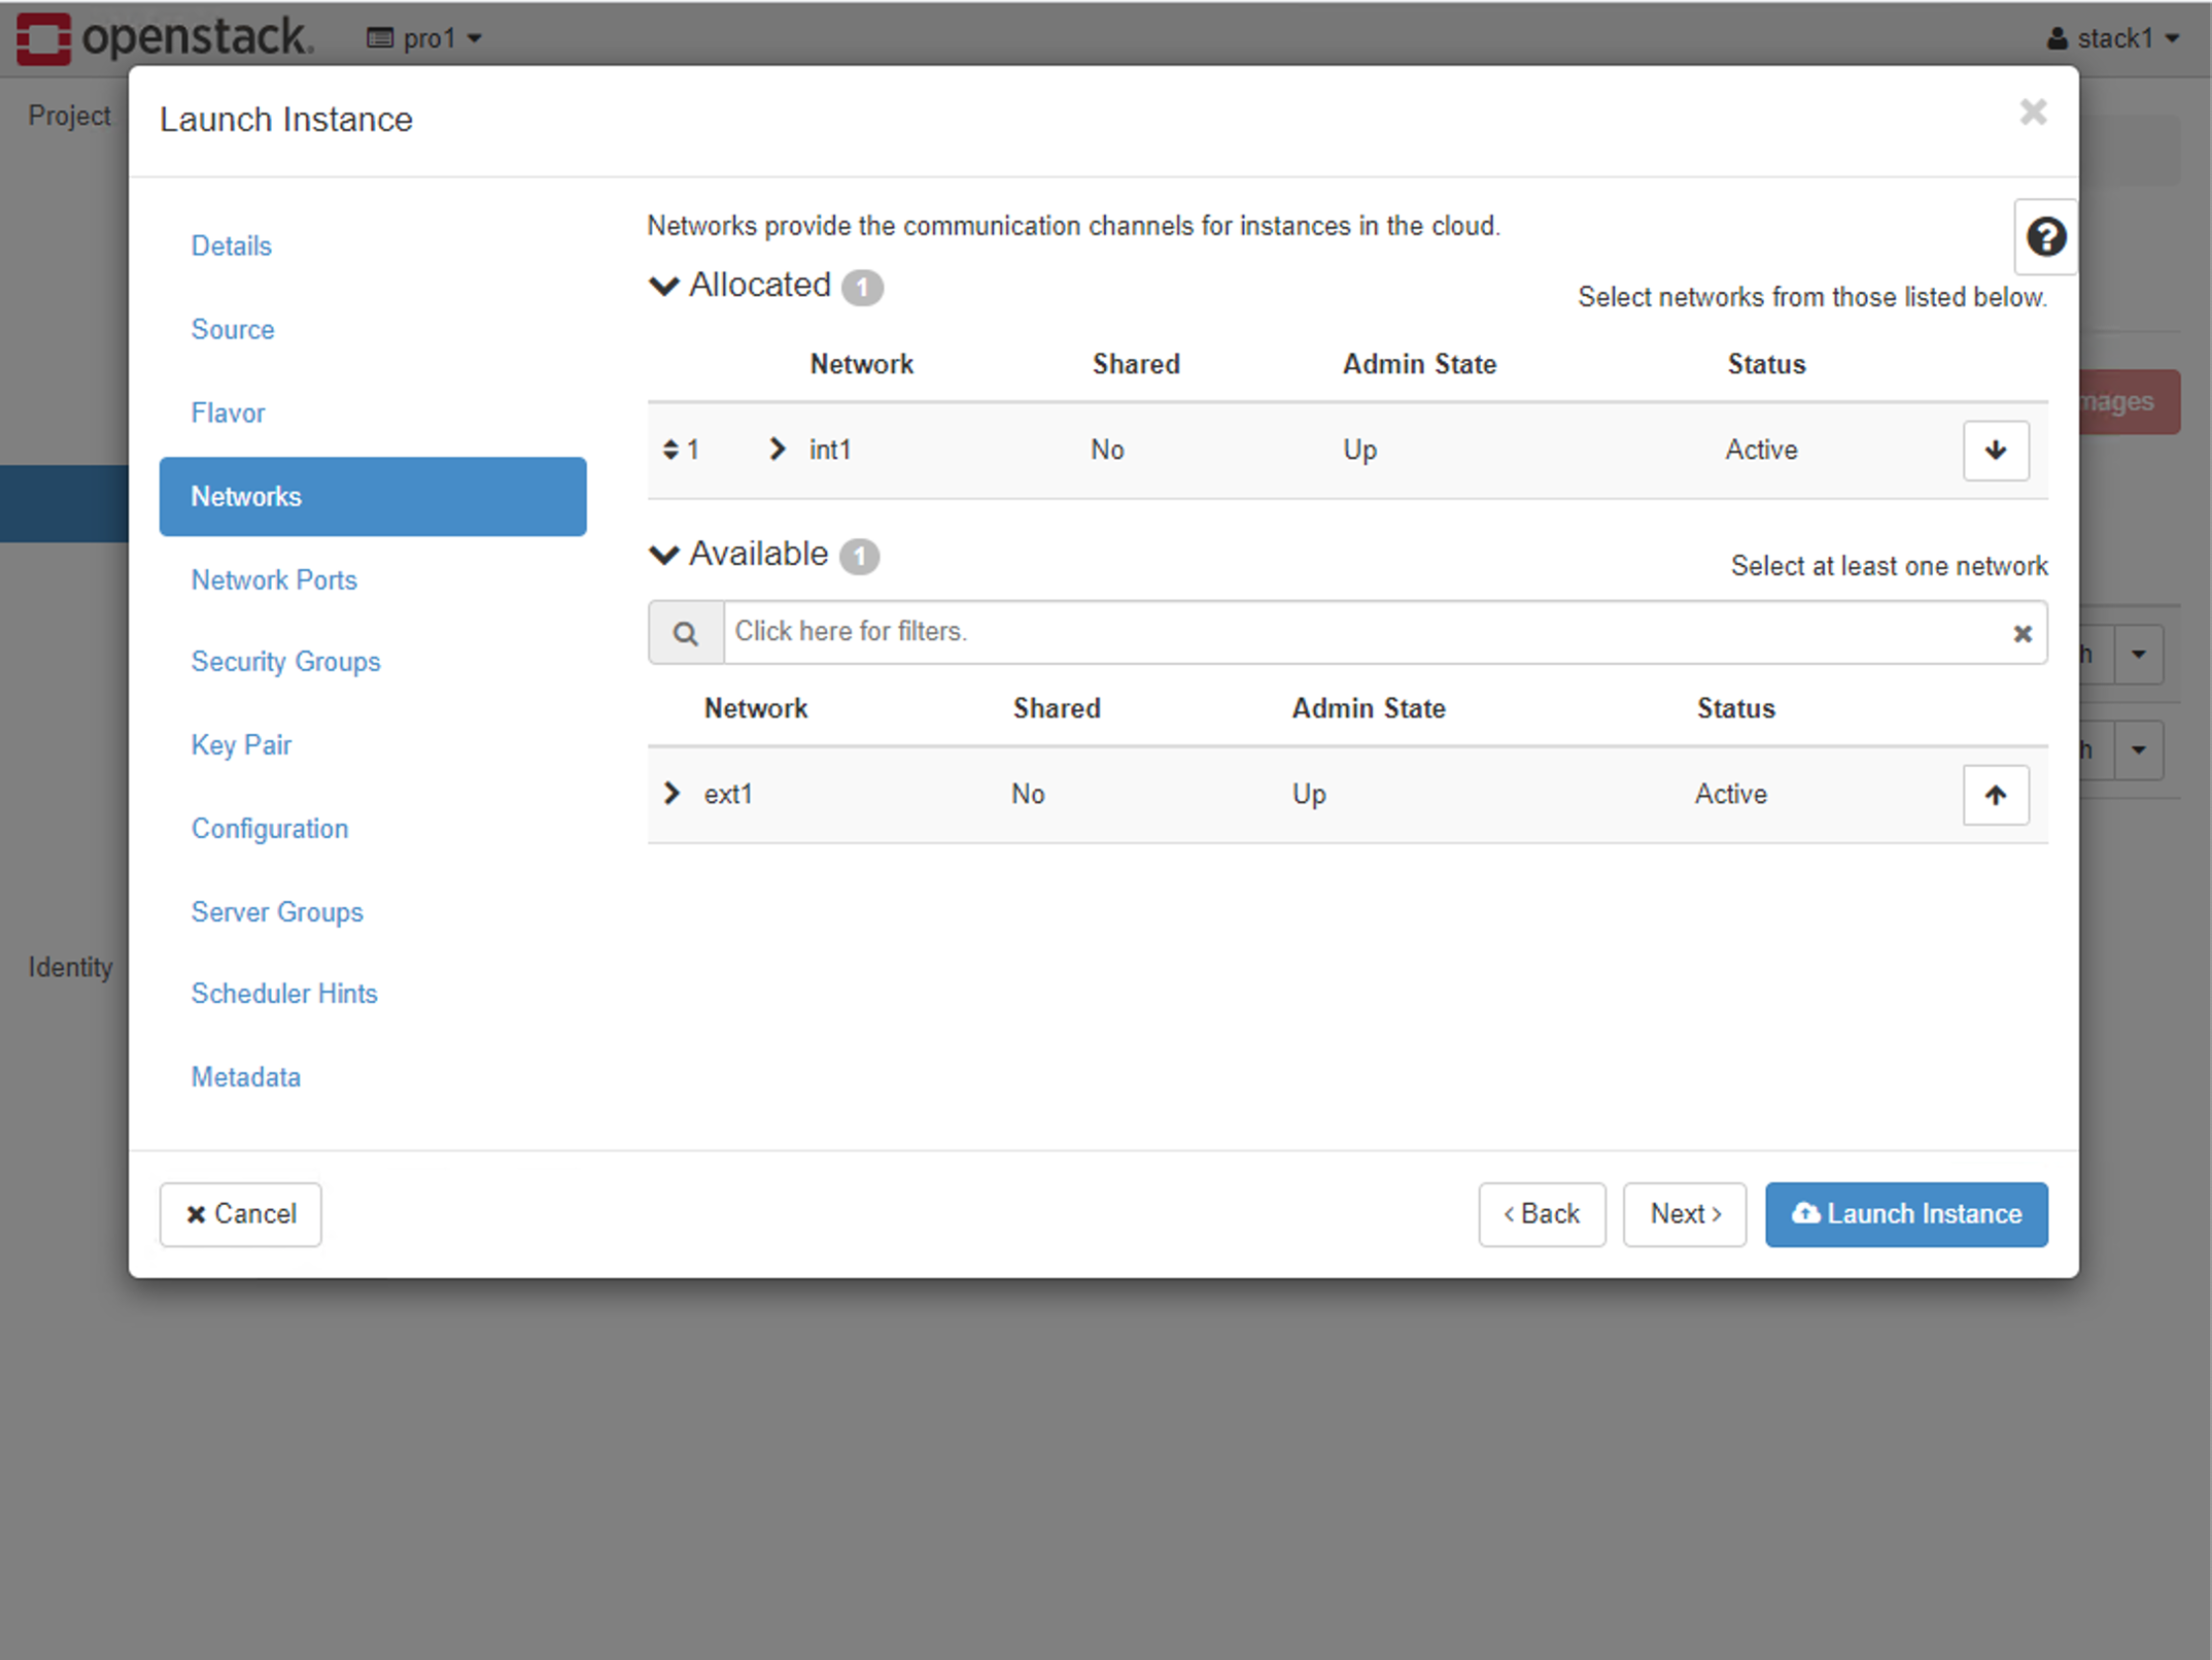 openstack. pro1 stack1
Project
Launch Instance
Details
Source
Flavor
Networks
Network Ports
Security Groups
Key Pair
Configuration
Server Groups
Scheduler Hints
Metadata
Identity
Networks provide the communication channels for instances in the cloud.
Allocated 1
Select networks from those listed below.
Network Shared Admin State Status
1 int1 No Up Active
Available 1
Select at least one network
Click here for filters.
Network Shared Admin State Status
ext1 No Up Active
Cancel
< Back Next > Launch Instance